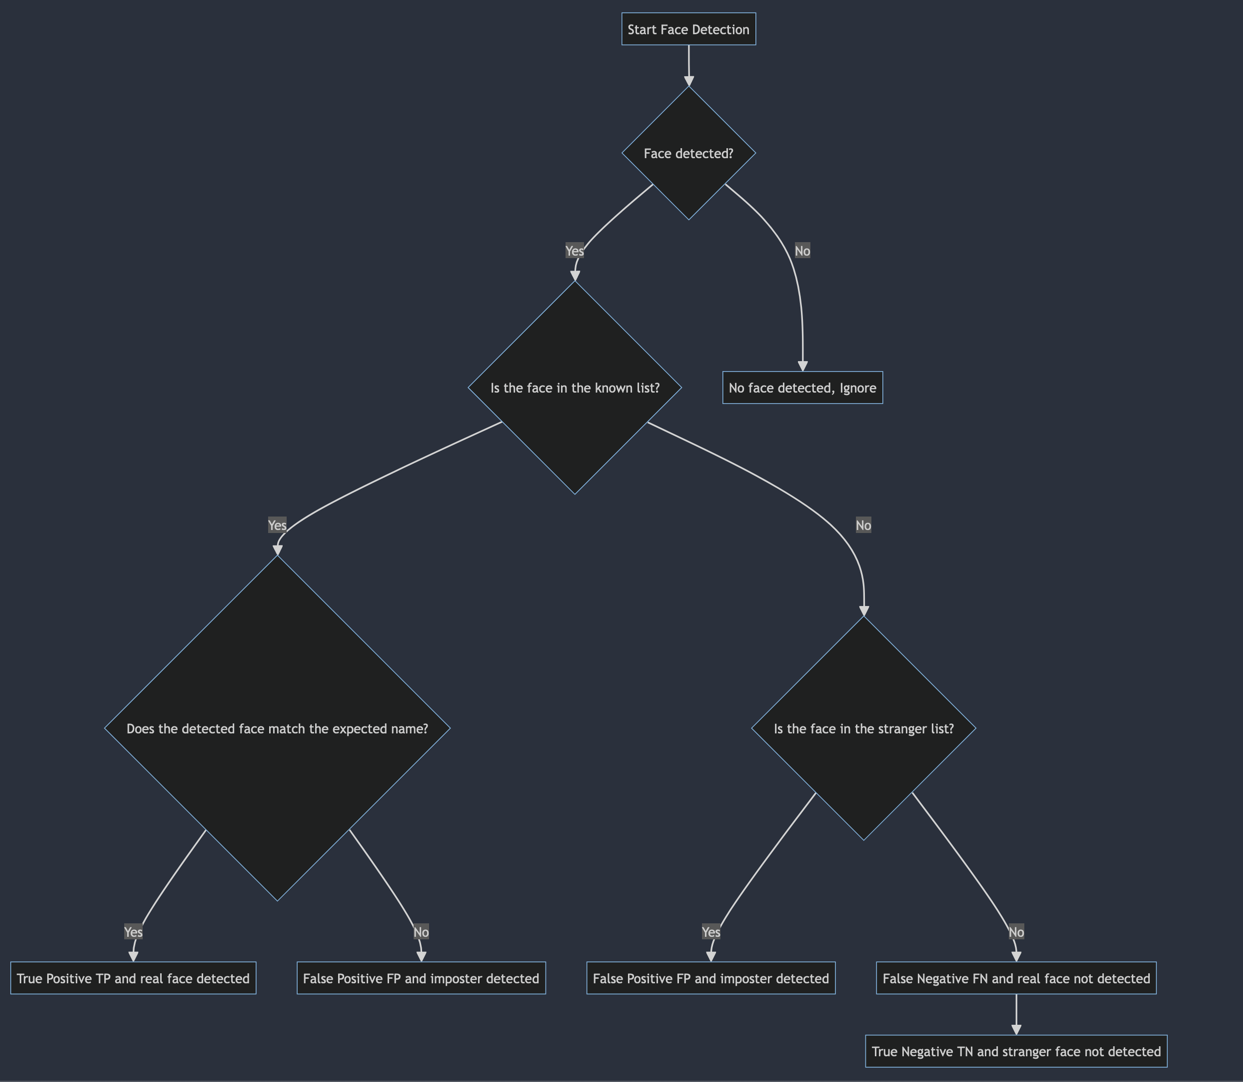 Start Face Detection
Face detected?
Yes
No
Is the face in the known list?
No face detected, Ignore
Yes
No
Does the detected face match the expected name?
Is the face in the stranger list?
Yes
No
Yes
No
True Positive TP and real face detected
False Positive FP and imposter detected
False Positive FP and imposter detected
False Negative FN and real face not detected
True Negative TN and stranger face not detected